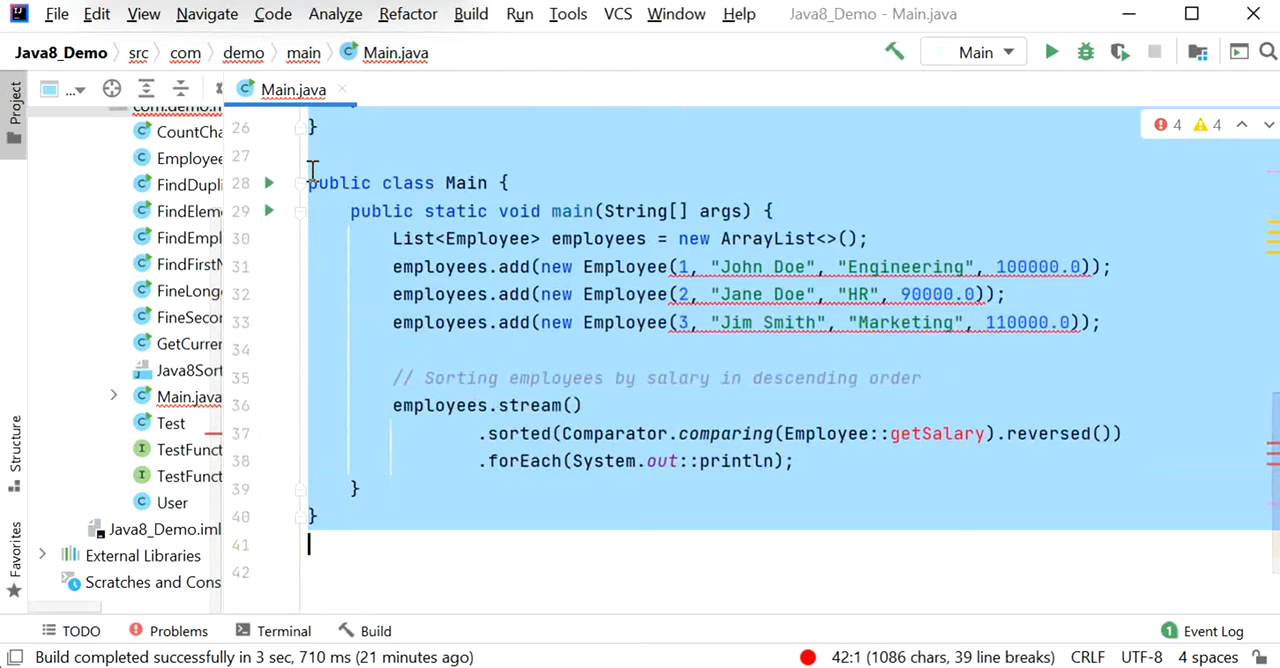 File Edit View Navigate Code Analyze Refactor Build Run Tools VCS Window Help Java8_Demo - Main.java
Java8_Demo src com demo main Main.java Main
Project ... Main.java
26 }
4 4
CountCha
27
Employee
28 public class Main {
FindDupli
29 public static void main(String[] args) {
FindElem
30 List<Employee> employees = new ArrayList<>();
FindEmpl
31 employees.add(new Employee(1, "John Doe", "Engineering", 100000.0));
FindFirstN
32 employees.add(new Employee(2, "Jane Doe", "HR", 90000.0));
FineLong
33 employees.add(new Employee(3, "Jim Smith", "Marketing", 110000.0));
FineSecon
34
GetCurre
35 // Sorting employees by salary in descending order
Java8Sort
36 employees.stream()
Main.java
37 .sorted(Comparator.comparing(Employee::getSalary).reversed())
Test
38 .forEach(System.out::println);
TestFunct
39 }
TestFunct
40 }
User
41
Java8_Demo.iml
42
External Libraries
Scratches and Cons
Structure
Favorites
TODO Problems Terminal Build 1 Event Log
Build completed successfully in 3 sec, 710 ms (21 minutes ago) 42:1 (1086 chars, 39 line breaks) CRLF UTF-8 4 spaces